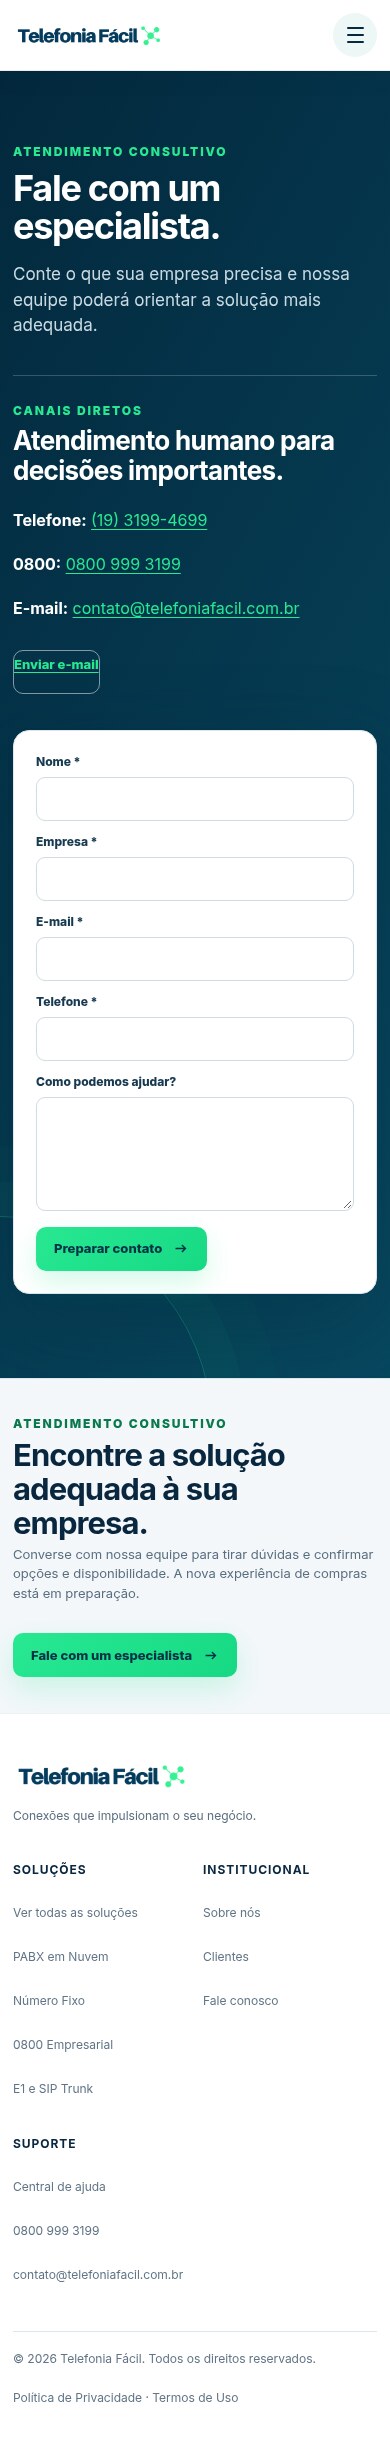 Telefonia Fácil
ATENDIMENTO CONSULTIVO
Fale com um
especialista.
Conte o que sua empresa precisa e nossa
equipe poderá orientar a solução mais
adequada.
CANAIS DIRETOS
Atendimento humano para
decisões importantes.
Telefone: (19) 3199-4699
0800: 0800 999 3199
E-mail: contato@telefoniafacil.com.br
Enviar e-mail
Nome *
Empresa *
E-mail *
Telefone *
Como podemos ajudar?
Preparar contato →
ATENDIMENTO CONSULTIVO
Encontre a solução
adequada à sua
empresa.
Converse com nossa equipe para tirar dúvidas e confirmar
opções e disponibilidade. A nova experiência de compras
está em preparação.
Fale com um especialista →
Telefonia Fácil
Conexões que impulsionam o seu negócio.
SOLUÇÕES
Ver todas as soluções
PABX em Nuvem
Número Fixo
0800 Empresarial
E1 e SIP Trunk
INSTITUCIONAL
Sobre nós
Clientes
Fale conosco
SUPORTE
Central de ajuda
0800 999 3199
contato@telefoniafacil.com.br
© 2026 Telefonia Fácil. Todos os direitos reservados.
Política de Privacidade · Termos de Uso